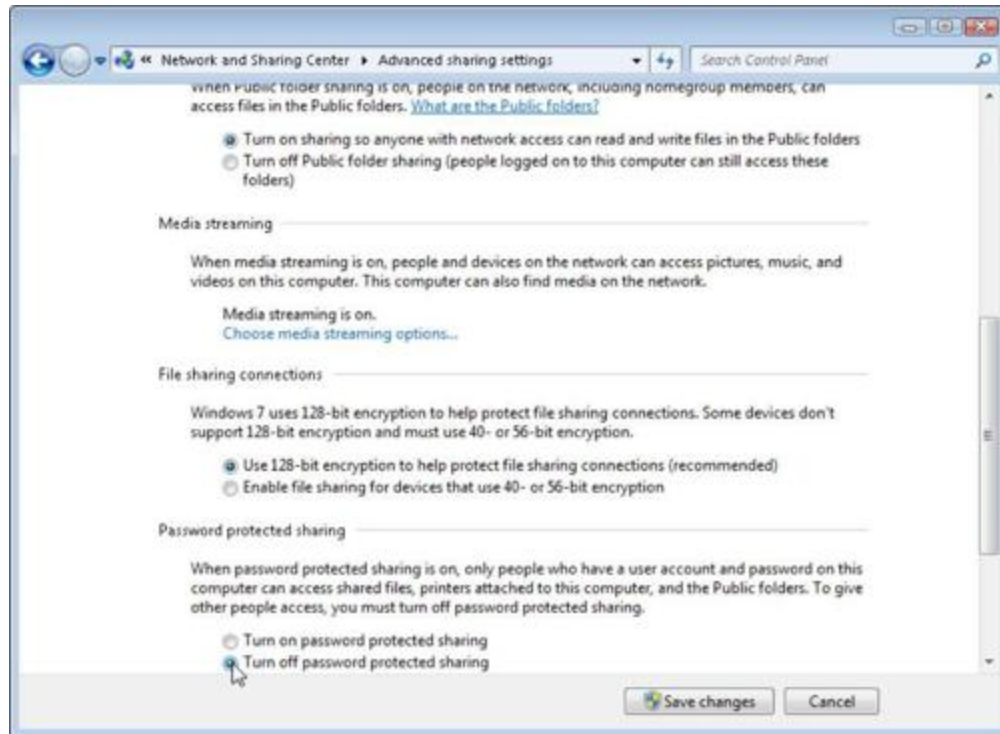 « Network and Sharing Center ▸ Advanced sharing settings
Search Control Panel
When Public folder sharing is on, people on the network, including homegroup members, can
access files in the Public folders. What are the Public folders?
Turn on sharing so anyone with network access can read and write files in the Public folders
Turn off Public folder sharing (people logged on to this computer can still access these
folders)
Media streaming
When media streaming is on, people and devices on the network can access pictures, music, and
videos on this computer. This computer can also find media on the network.
Media streaming is on.
Choose media streaming options...
File sharing connections
Windows 7 uses 128-bit encryption to help protect file sharing connections. Some devices don't
support 128-bit encryption and must use 40- or 56-bit encryption.
Use 128-bit encryption to help protect file sharing connections (recommended)
Enable file sharing for devices that use 40- or 56-bit encryption
Password protected sharing
When password protected sharing is on, only people who have a user account and password on this
computer can access shared files, printers attached to this computer, and the Public folders. To give
other people access, you must turn off password protected sharing.
Turn on password protected sharing
Turn off password protected sharing
Save changes
Cancel